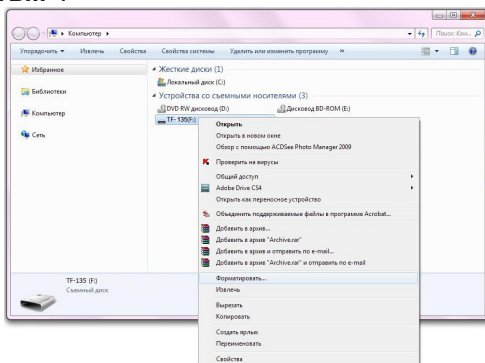 Компьютер
Поиск: Ком...
Упорядочить
Извлечь
Свойства
Свойства системы
Удалить или изменить программу
»
Избранное
Библиотеки
Компьютер
Сеть
Жесткие диски (1)
Локальный диск (C:)
Устройства со съемными носителями (3)
DVD RW дисковод (D:)
Дисковод BD-ROM (E:)
TF-135(F:)
Открыть
Открыть в новом окне
Обзор с помощью ACDSee Photo Manager 2009
Проверить на вирусы
Общий доступ
Adobe Drive CS4
Открыть как переносное устройство
Объединить поддерживаемые файлы в программе Acrobat...
Добавить в архив...
Добавить в архив "Archive.rar"
Добавить в архив и отправить по e-mail...
Добавить в архив "Archive.rar" и отправить по e-mail
Форматировать...
Извлечь
Вырезать
Копировать
Создать ярлык
Переименовать
Свойства
TF-135 (F:)
Съемный диск